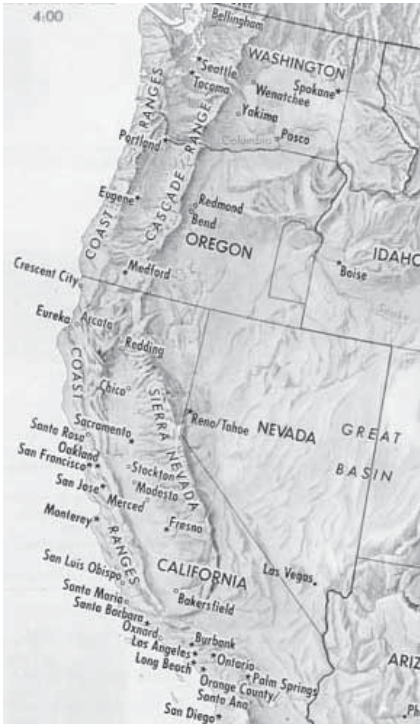 4:00
Bellingham
WASHINGTON
Seattle
Spokane
Tacoma
Wenatchee
Yakima
Pasco
Columbia
Portland
COAST RANGES
CASCADE RANGE
Eugene
Redmond
Bend
OREGON
IDAHO
Boise
Snake
Medford
Crescent City
Eureka
Arcata
Redding
COAST
RANGES
Chico
SIERRA NEVADA
Sacramento
Reno/Tahoe
NEVADA
GREAT
BASIN
Santa Rosa
Oakland
San Francisco
Stockton
San Jose
Modesto
Merced
Monterey
Fresno
CALIFORNIA
Las Vegas
San Luis Obispo
Bakersfield
Santa Maria
Santa Barbara
Oxnard
Burbank
Los Angeles
Ontario
Long Beach
Palm Springs
Orange County/
Santa Ana
San Diego
ARIZ
Ph